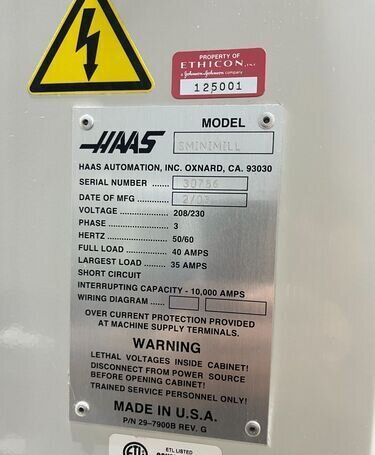 PROPERTY OF
ETHICON, INC
a Johnson & Johnson company
125001
MODEL
HAAS
SMINIMILL
HAAS AUTOMATION, INC. OXNARD, CA. 93030
SERIAL NUMBER ...... 30786
DATE OF MFG ............. 2/03
VOLTAGE ............ 208/230
PHASE ................ 3
HERTZ ................ 50/60
FULL LOAD .......... 40 AMPS
LARGEST LOAD .... 35 AMPS
SHORT CIRCUIT
INTERRUPTING CAPACITY - 10,000 AMPS
WIRING DIAGRAM ......
OVER CURRENT PROTECTION PROVIDED
AT MACHINE SUPPLY TERMINALS.
WARNING
LETHAL VOLTAGES INSIDE CABINET!
DISCONNECT FROM POWER SOURCE
BEFORE OPENING CABINET!
TRAINED SERVICE PERSONNEL ONLY!
MADE IN U.S.A.
P/N 29-7900B REV. G
ETL LISTED